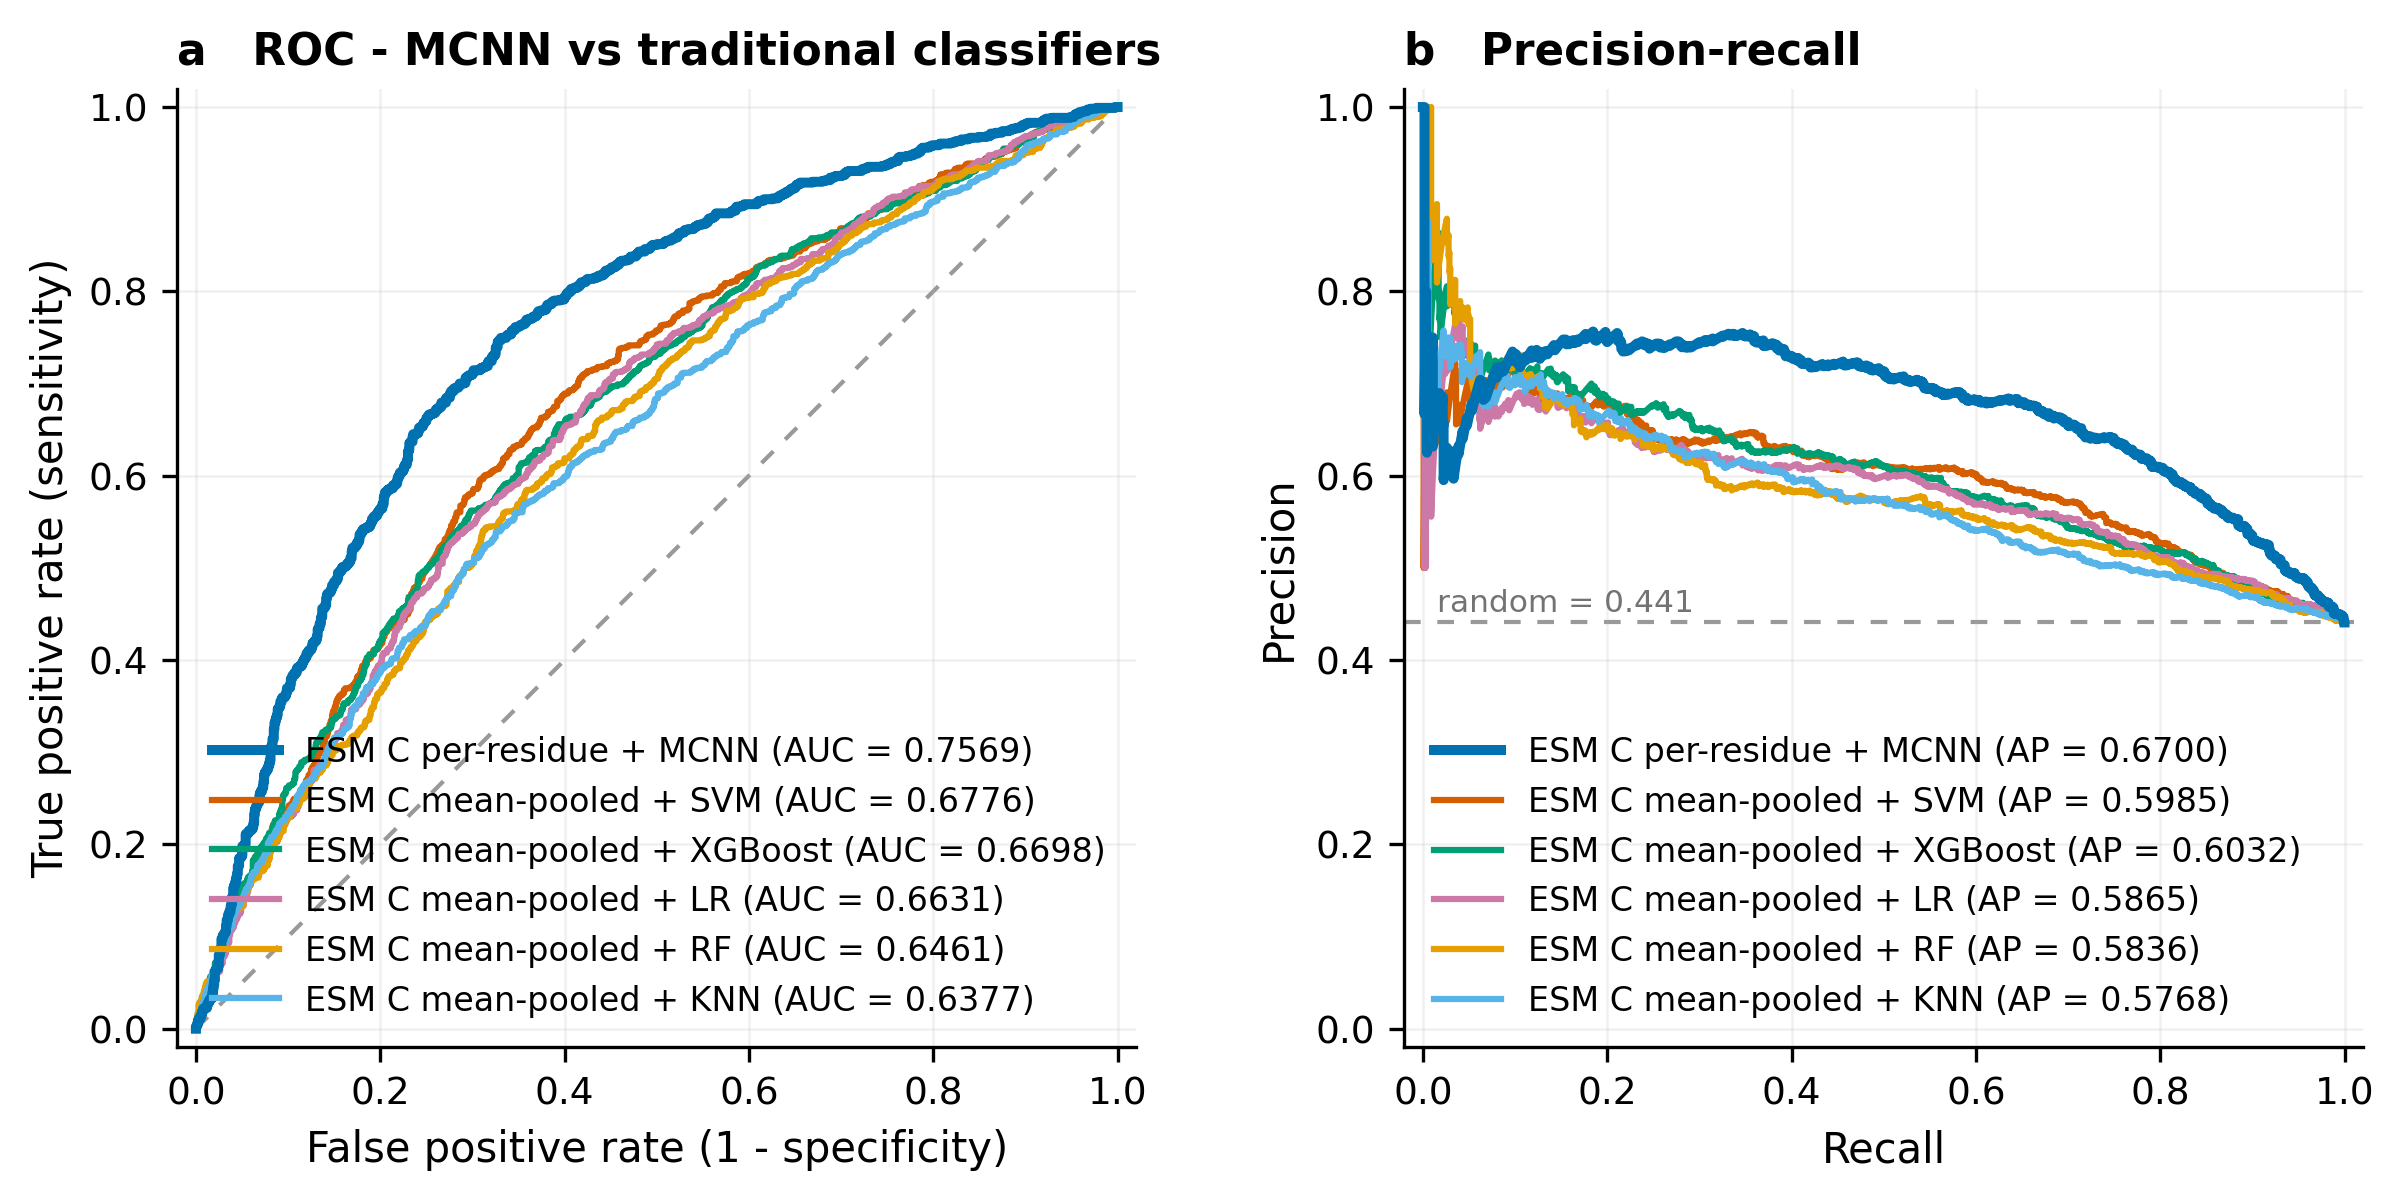 a ROC - MCNN vs traditional classifiers
1.0
0.8
0.6
0.4
0.2
0.0
True positive rate (sensitivity)
ESM C per-residue + MCNN (AUC = 0.7569)
ESM C mean-pooled + SVM (AUC = 0.6776)
ESM C mean-pooled + XGBoost (AUC = 0.6698)
ESM C mean-pooled + LR (AUC = 0.6631)
ESM C mean-pooled + RF (AUC = 0.6461)
ESM C mean-pooled + KNN (AUC = 0.6377)
0.0 0.2 0.4 0.6 0.8 1.0
False positive rate (1 - specificity)
b Precision-recall
1.0
0.8
0.6
0.4
0.2
0.0
Precision
random = 0.441
ESM C per-residue + MCNN (AP = 0.6700)
ESM C mean-pooled + SVM (AP = 0.5985)
ESM C mean-pooled + XGBoost (AP = 0.6032)
ESM C mean-pooled + LR (AP = 0.5865)
ESM C mean-pooled + RF (AP = 0.5836)
ESM C mean-pooled + KNN (AP = 0.5768)
0.0 0.2 0.4 0.6 0.8 1.0
Recall